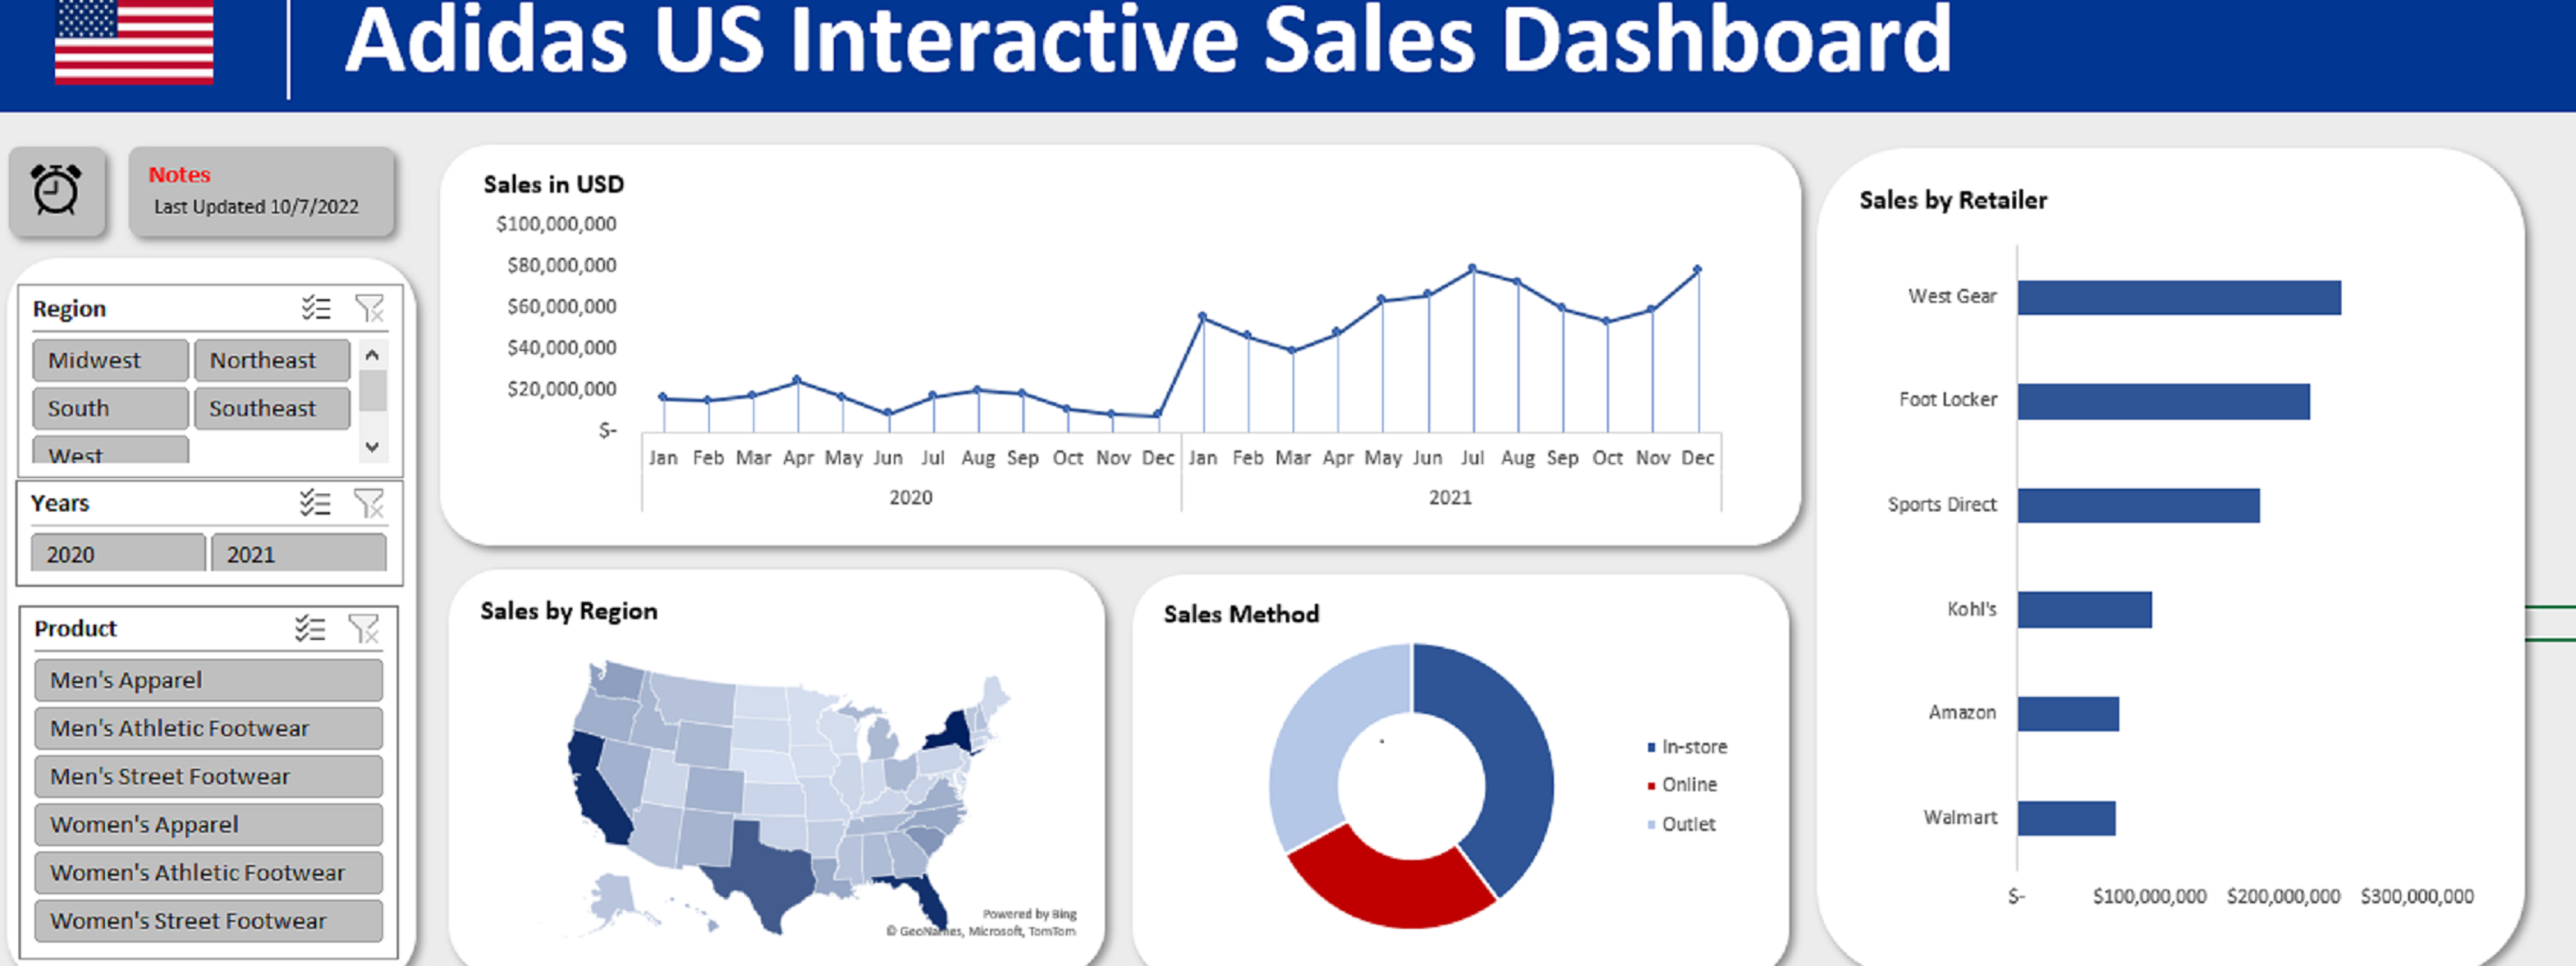 Adidas US Interactive Sales Dashboard
Notes
Last Updated 10/7/2022
Region
Midwest Northeast
South Southeast
West
Years
2020 2021
Product
Men's Apparel
Men's Athletic Footwear
Men's Street Footwear
Women's Apparel
Women's Athletic Footwear
Women's Street Footwear
Sales in USD
$100,000,000
$80,000,000
$60,000,000
$40,000,000
$20,000,000
$-
Jan Feb Mar Apr May Jun Jul Aug Sep Oct Nov Dec Jan Feb Mar Apr May Jun Jul Aug Sep Oct Nov Dec
2020 2021
Sales by Region
Powered by Bing
© GeoNames, Microsoft, TomTom
Sales Method
In-store
Online
Outlet
Sales by Retailer
West Gear
Foot Locker
Sports Direct
Kohl's
Amazon
Walmart
$- $100,000,000 $200,000,000 $300,000,000